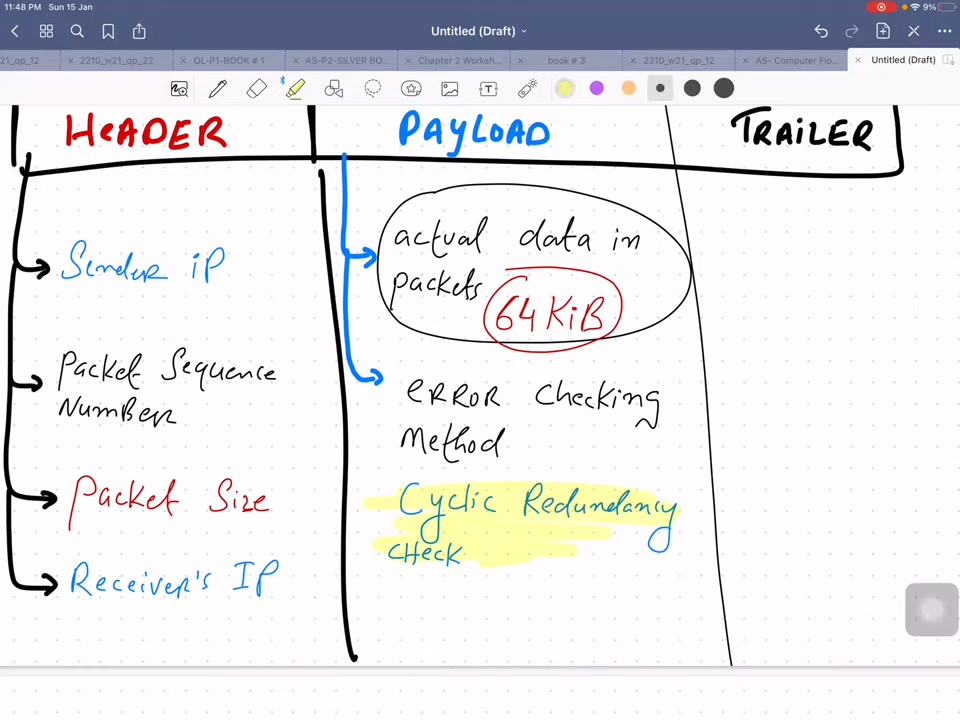 11:48 PM Sun 15 Jan
9%
Untitled (Draft)
21_qp_12
2210_w21_qp_22
OL-P1-BOOK # 1
AS-P2-SILVER BO...
Chapter 2 Worksh...
book # 3
2210_w21_qp_12
AS- Computer Flo...
Untitled (Draft)
HEADER
PAYLOAD
TRAILER
Sender iP
Packet Sequence
Number
Packet Size
Receiver's IP
actual data in
packets 64KiB
ERROR Checking
Method
Cyclic Redundancy
CHECK